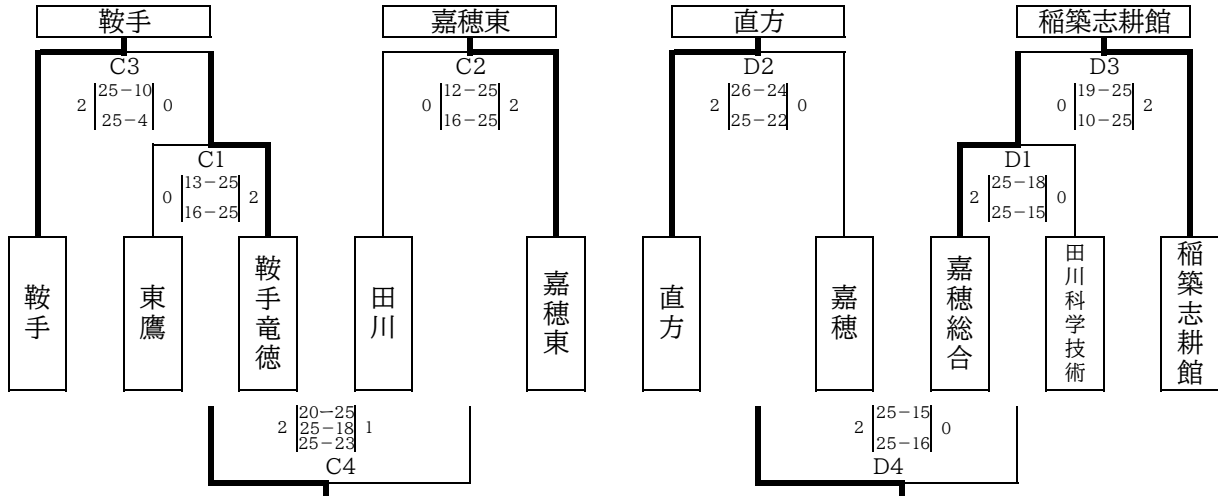 鞍手 嘉穂東 直方 稲築志耕館
C3 C2 D2 D3
2 25-10 0 0 12-25 2 2 26-24 0 0 19-25 2
25-4 16-25 25-22 10-25
C1 D1
0 13-25 2 2 25-18 0
16-25 25-15
鞍手 東鷹 鞍手竜徳 田川 嘉穂東 直方 嘉穂 嘉穂総合 田川科学技術 稲築志耕館
20-25 25-15
2 25-18 1 2 0
25-23 25-16
C4 D4